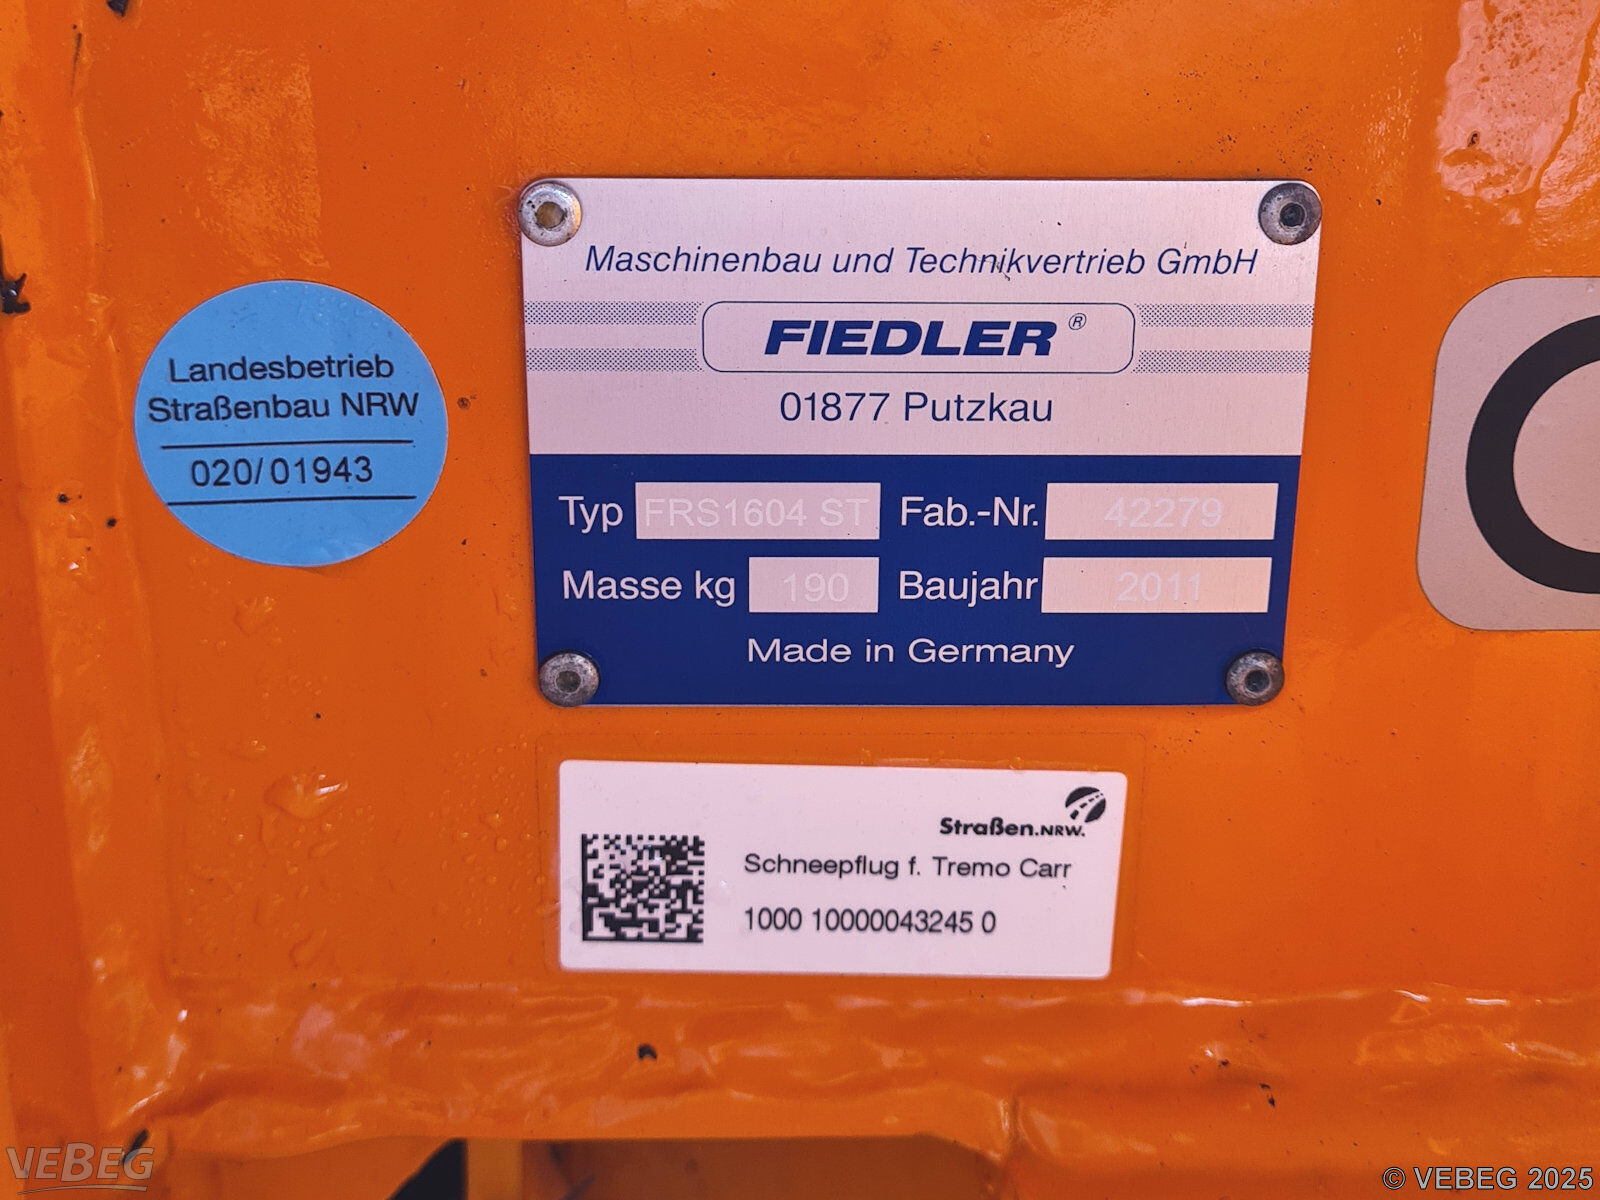 Landesbetrieb
Straßenbau NRW
020/01943
Maschinenbau und Technikvertrieb GmbH
FIEDLER®
01877 Putzkau
Typ FRS1604 ST Fab.-Nr. 42279
Masse kg 190 Baujahr 2011
Made in Germany
Straßen.NRW.
Schneepflug f. Tremo Carr
1000 10000043245 0
VEBEG
© VEBEG 2025